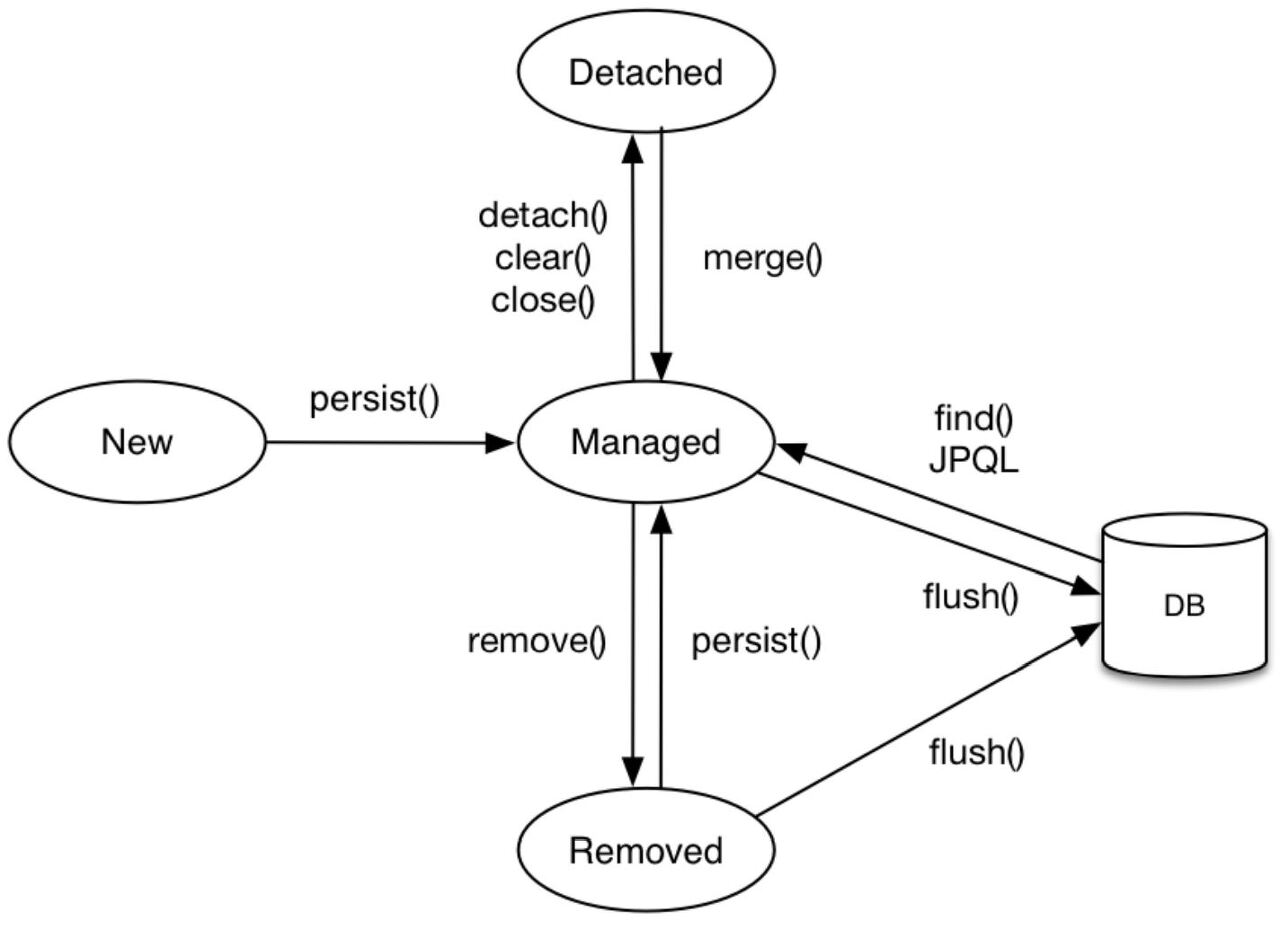 Detached
detach()
clear()
close()
merge()
persist()
New
Managed
find()
JPQL
flush()
DB
remove()
persist()
flush()
Removed